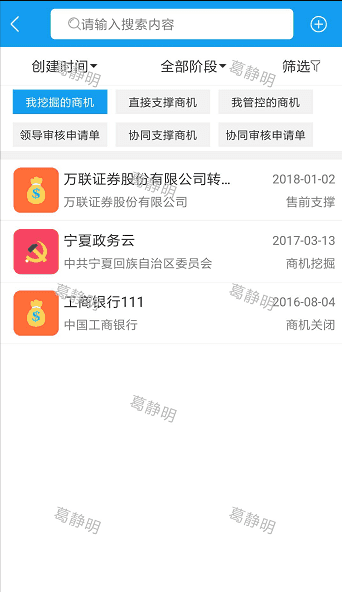 请输入搜索内容
创建时间 全部阶段 筛选
我挖掘的商机 直接支撑商机 我管控的商机
领导审核申请单 协同支撑商机 协同审核申请单
万联证券股份有限公司转... 2018-01-02
万联证券股份有限公司 售前支撑
宁夏政务云 2017-03-13
中共宁夏回族自治区委员会 商机挖掘
工商银行111 2016-08-04
中国工商银行 商机关闭
葛静明 葛静明
葛静明
葛静明 葛静明
葛静明
葛静明 葛静明